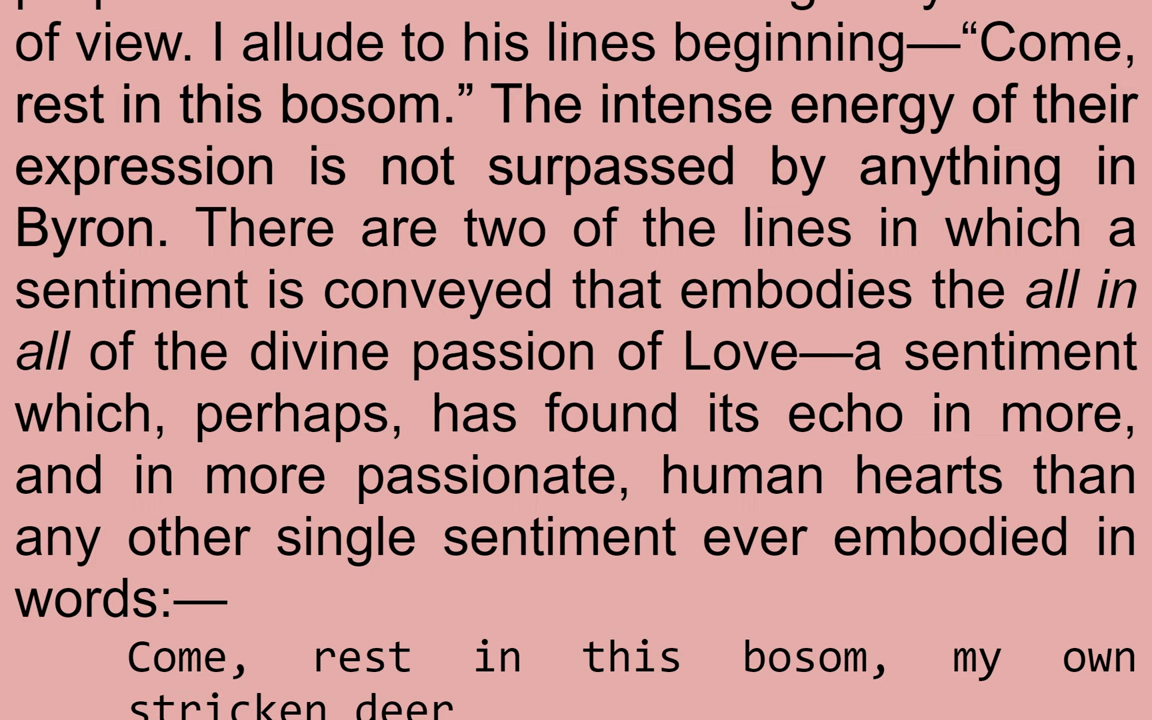 of view. I allude to his lines beginning—“Come,
rest in this bosom.” The intense energy of their
expression is not surpassed by anything in
Byron. There are two of the lines in which a
sentiment is conveyed that embodies the all in
all of the divine passion of Love—a sentiment
which, perhaps, has found its echo in more,
and in more passionate, human hearts than
any other single sentiment ever embodied in
words:—
Come, rest in this bosom, my own
stricken deer